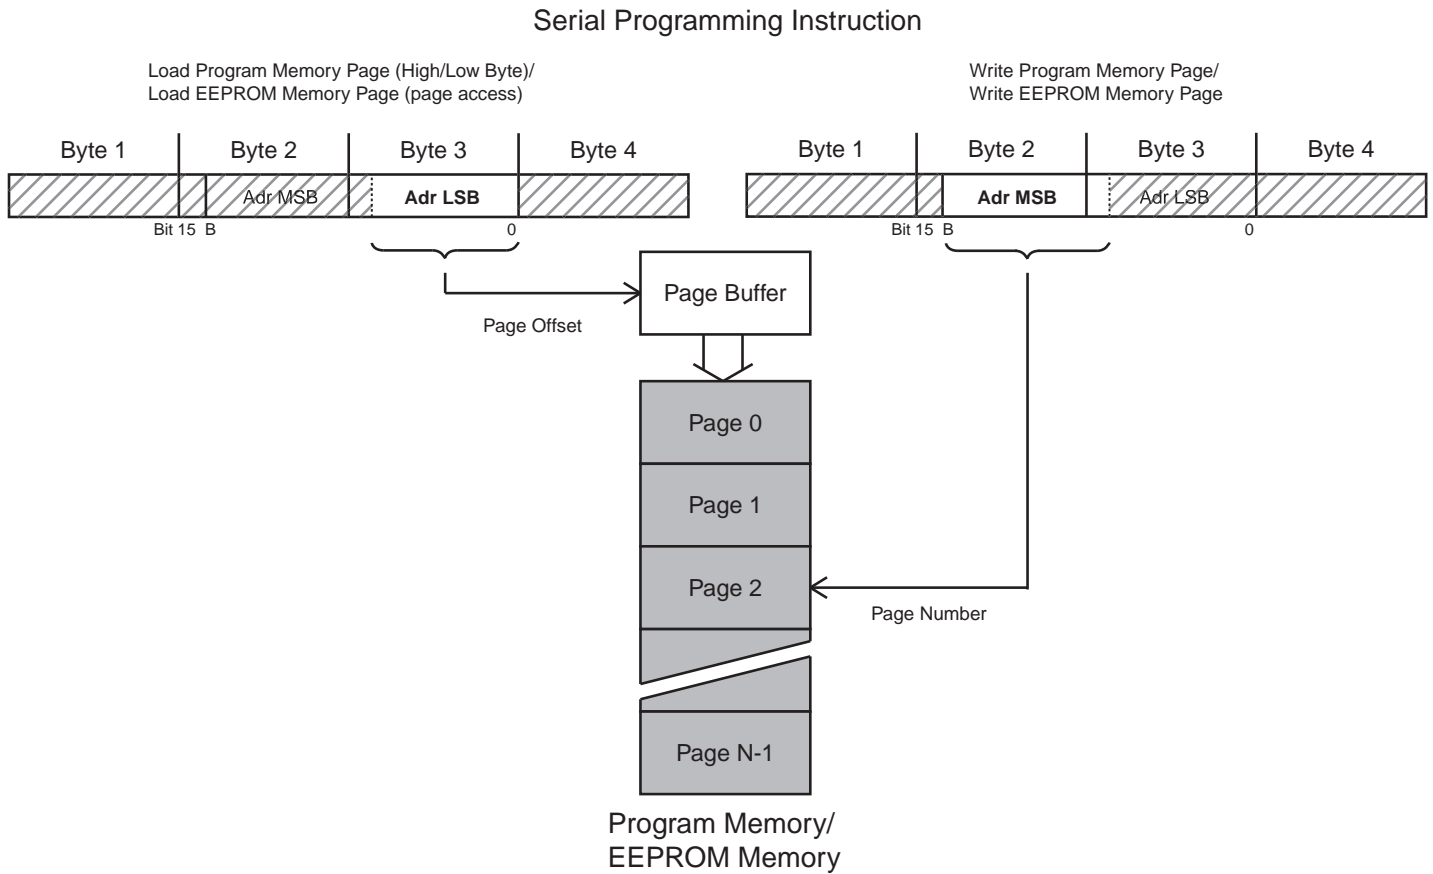 Serial Programming Instruction
Load Program Memory Page (High/Low Byte)/
Load EEPROM Memory Page (page access)
Write Program Memory Page/
Write EEPROM Memory Page
Byte 1 Byte 2 Byte 3 Byte 4
Byte 1 Byte 2 Byte 3 Byte 4
Adr MSB Adr LSB
Adr MSB Adr LSB
Bit 15 B 0
Bit 15 B 0
Page Buffer
Page Offset
Page 0
Page 1
Page 2
Page Number
Page N-1
Program Memory/
EEPROM Memory